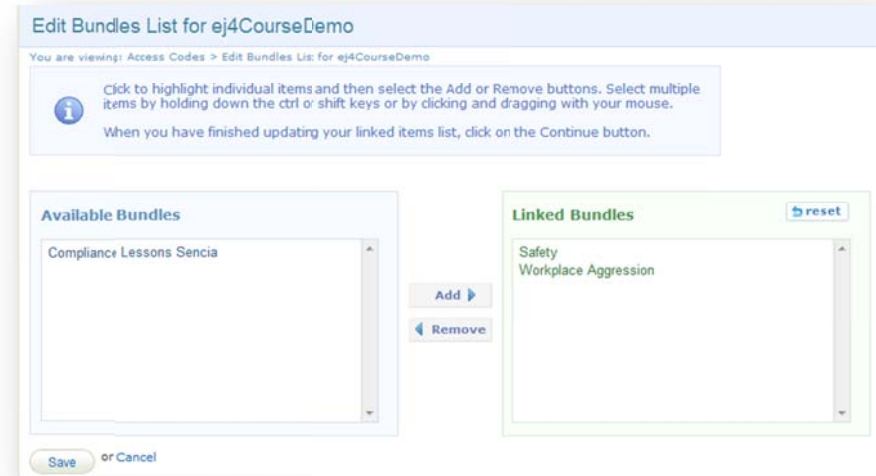 Edit Bundles List for ej4CourseDemo
You are viewing: Access Codes > Edit Bundles List for ej4CourseDemo
Click to highlight individual items and then select the Add or Remove buttons. Select multiple
items by holding down the ctrl or shift keys or by clicking and dragging with your mouse.
When you have finished updating your linked items list, click on the Continue button.
Available Bundles
Compliance Lessons Sencia
Add
Remove
Linked Bundles
reset
Safety
Workplace Aggression
Save or Cancel